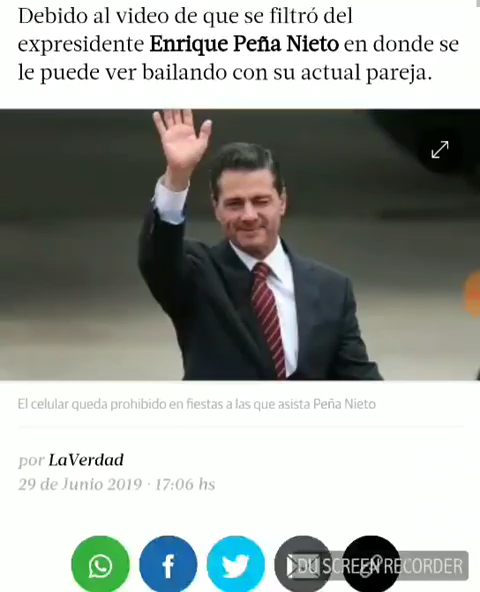 Debido al video de que se filtró del
expresidente Enrique Peña Nieto en donde se
le puede ver bailando con su actual pareja.
El celular queda prohibido en fiestas a las que asista Peña Nieto
por LaVerdad
29 de Junio 2019 · 17:06 hs
DU SCREEN RECORDER